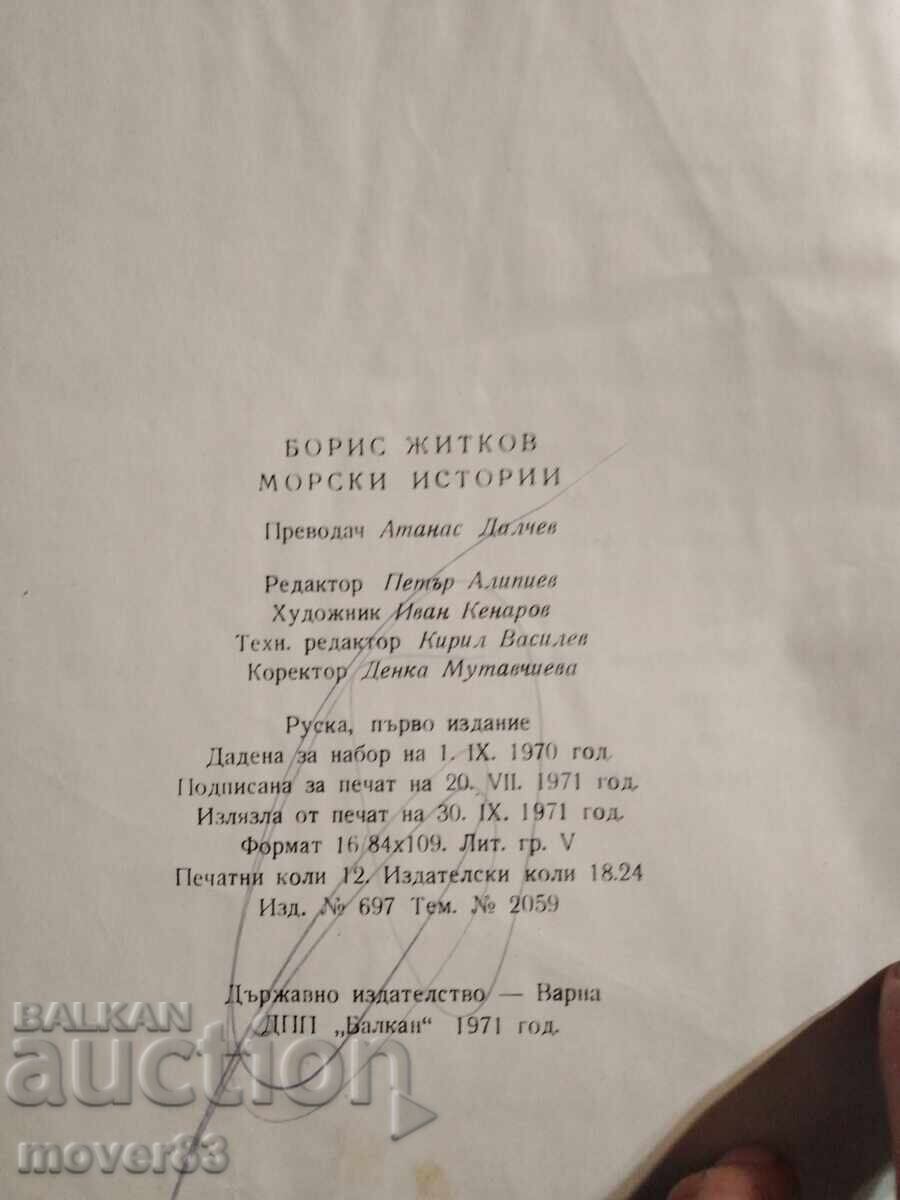 БОРИС ЖИТКОВ
МОРСКИ ИСТОРИИ
Преводач Атанас Далчев
Редактор Петър Алипиев
Художник Иван Кенаров
Техн. редактор Кирил Василев
Коректор Денка Мутавчиева
Руска, първо издание
Дадена за набор на 1. IX. 1970 год.
Подписана за печат на 20. VII. 1971 год.
Излязла от печат на 30. IX. 1971 год.
Формат 16/84x109. Лит. гр. V
Печатни коли 12. Издателски коли 18.24
Изд. № 697 Тем. № 2059
Държавно издателство — Варна
ДПП „Балкан“ 1971 год.
BALKAN
auction
mover83